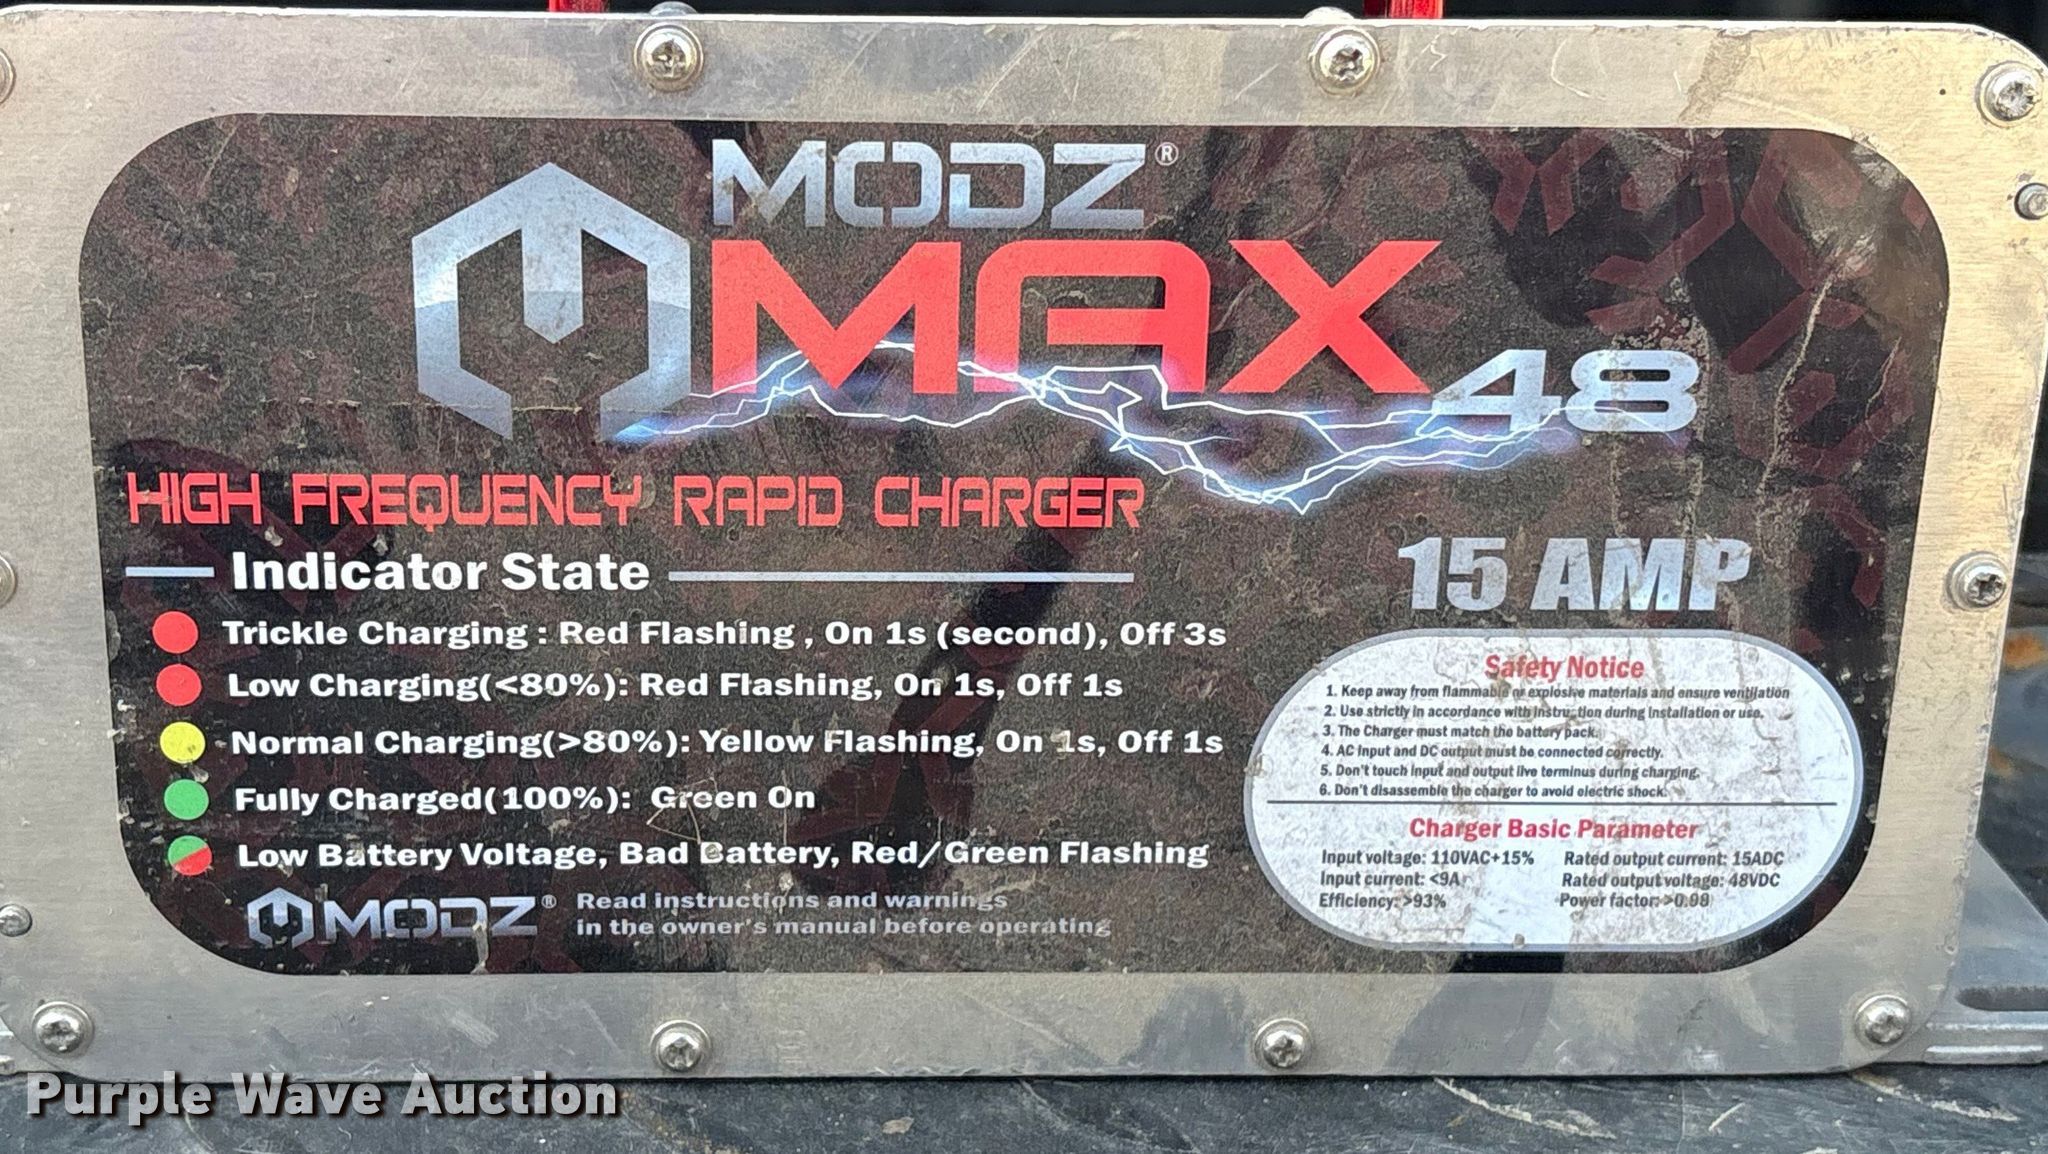 MODZ®
MAX 48
HIGH FREQUENCY RAPID CHARGER
Indicator State
15 AMP
Trickle Charging : Red Flashing , On 1s (second), Off 3s
Low Charging(<80%): Red Flashing, On 1s, Off 1s
Normal Charging(>80%): Yellow Flashing, On 1s, Off 1s
Fully Charged(100%): Green On
Low Battery Voltage, Bad Battery, Red/Green Flashing
MODZ®
Read instructions and warnings
in the owner's manual before operating
Safety Notice
1. Keep away from flammable or explosive materials and ensure ventilation
2. Use strictly in accordance with instruction during installation or use.
3. The Charger must match the battery pack.
4. AC input and DC output must be connected correctly.
5. Don't touch input and output live terminus during charging.
6. Don't disassemble the charger to avoid electric shock.
Charger Basic Parameter
Input voltage: 110VAC+15% Rated output current: 15ADC
Input current: <9A Rated output voltage: 48VDC
Efficiency: >93% Power factor: >0.98
Purple Wave Auction